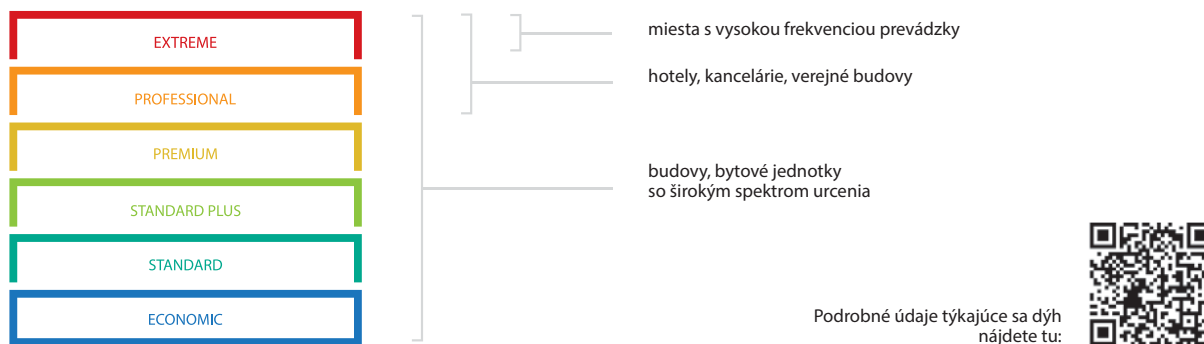 EXTREME
PROFESSIONAL
PREMIUM
STANDARD PLUS
STANDARD
ECONOMIC
miesta s vysokou frekvenciou prevádzky
hotely, kancelárie, verejné budovy
budovy, bytové jednotky
so širokým spektrom urcenia
Podrobné údaje týkajúce sa dýh
nájdete tu: